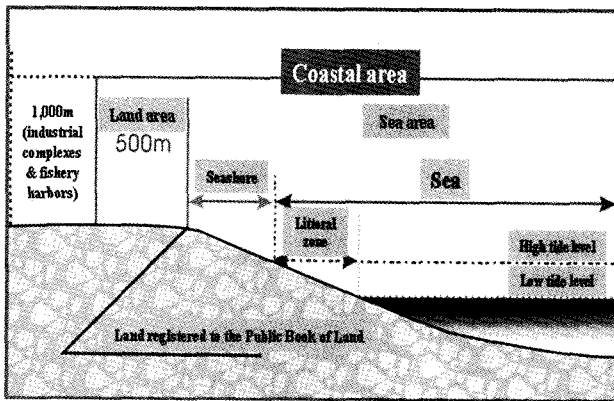 Coastal area
1,000m
(industrial
complexes
& fishery
harbors)
Land area
500m
Sea area
Seashore
Sea
Littoral
zone
High tide level
Low tide level
Land registered to the Public Book of Land